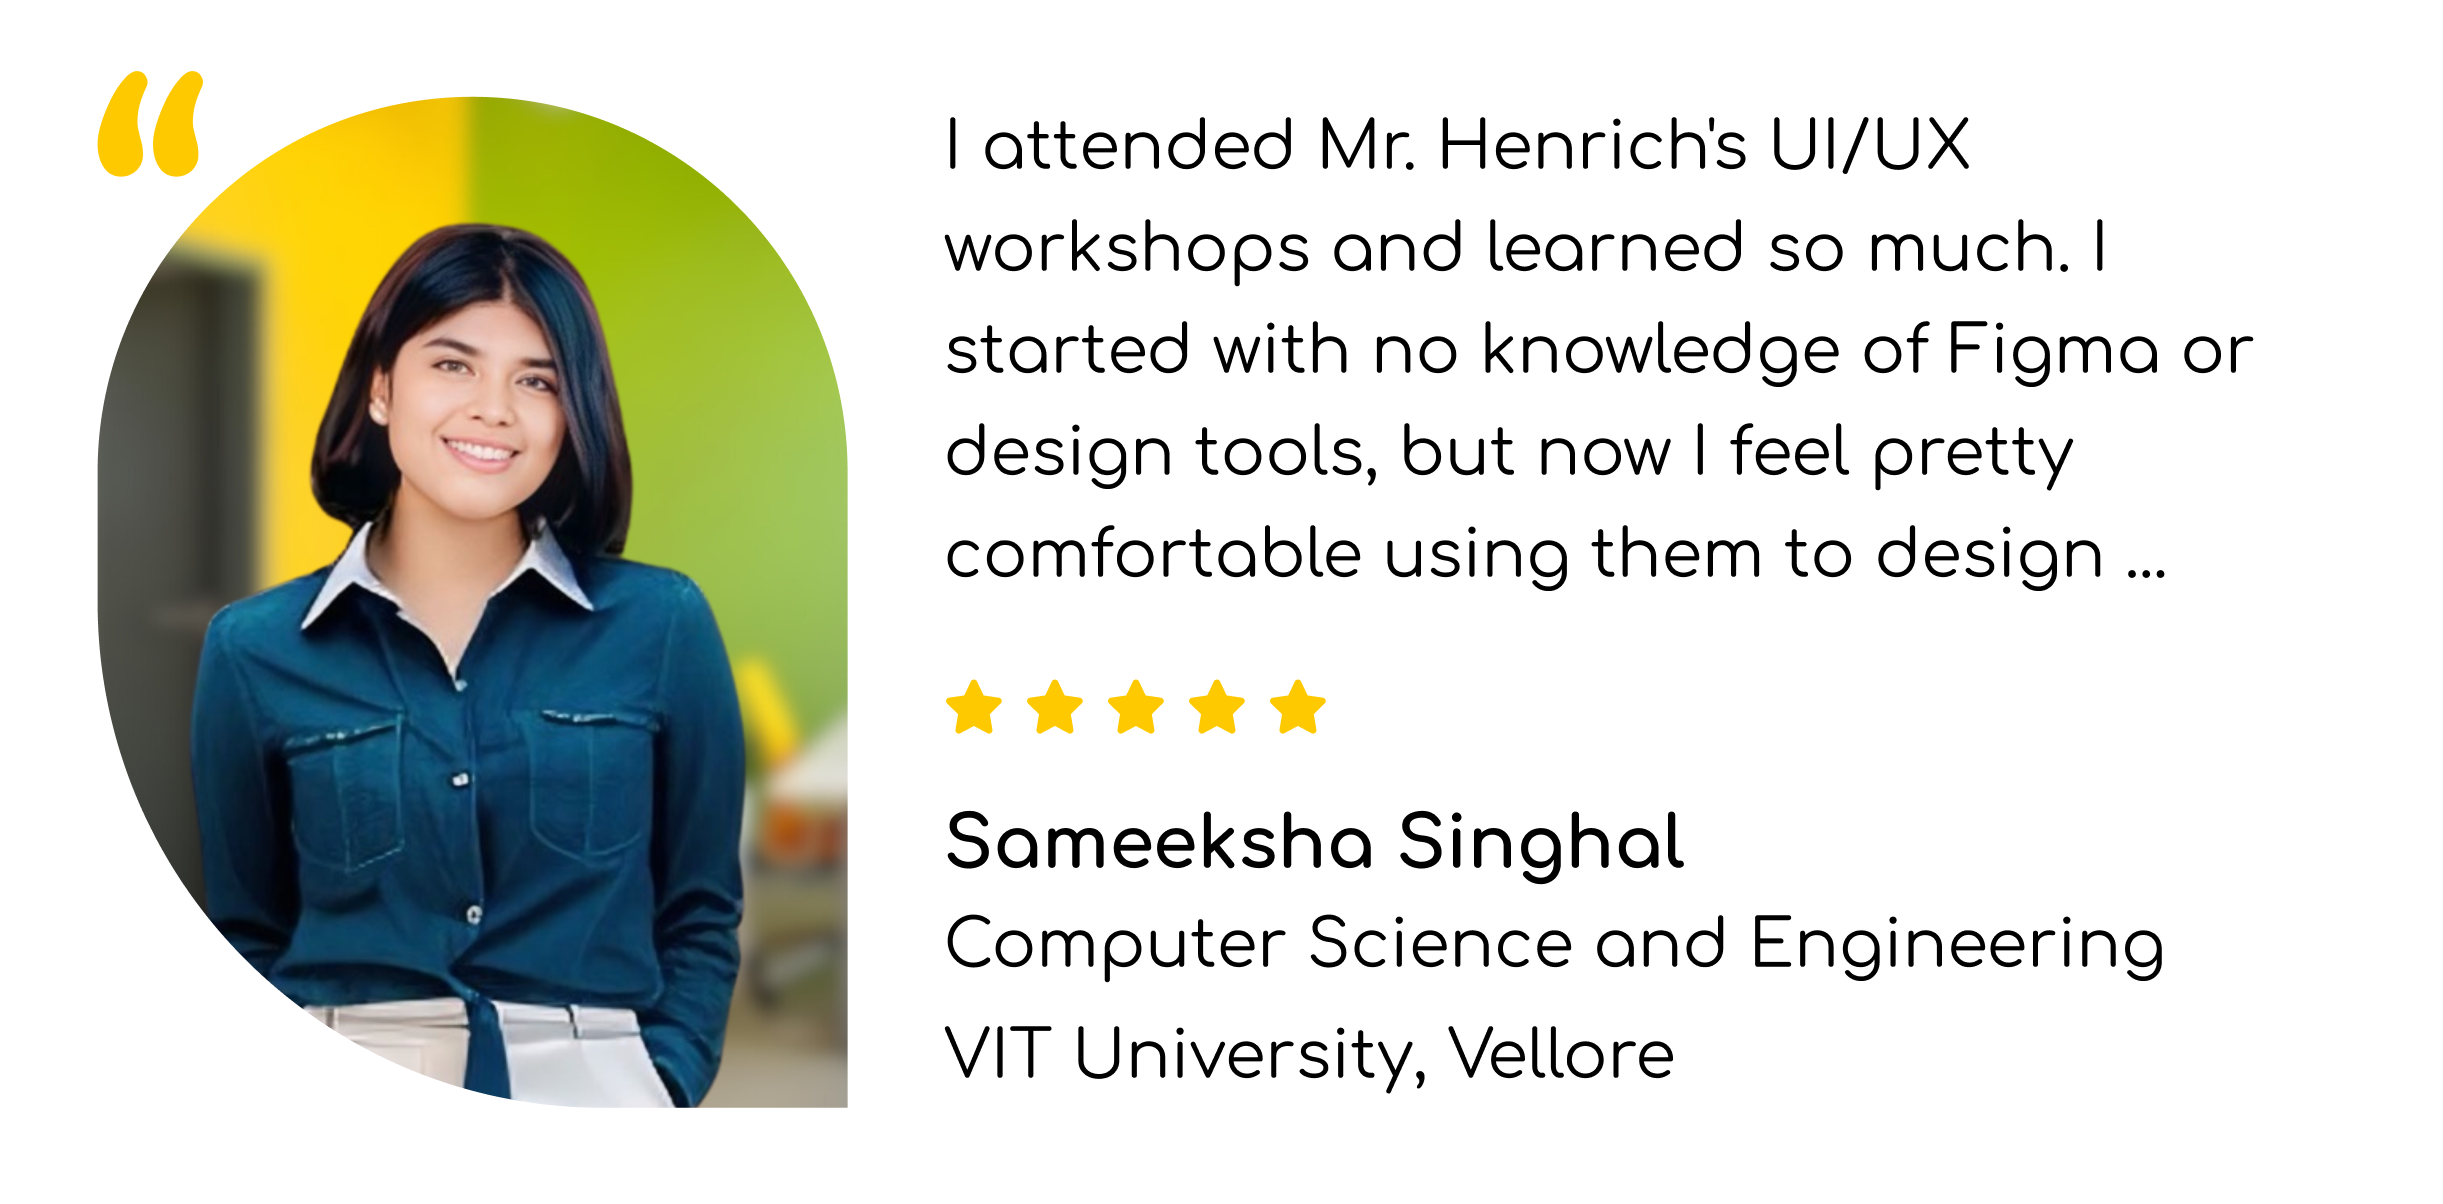 I attended Mr. Henrich's UI/UX
workshops and learned so much. I
started with no knowledge of Figma or
design tools, but now I feel pretty
comfortable using them to design ...
Sameeksha Singhal
Computer Science and Engineering
VIT University, Vellore